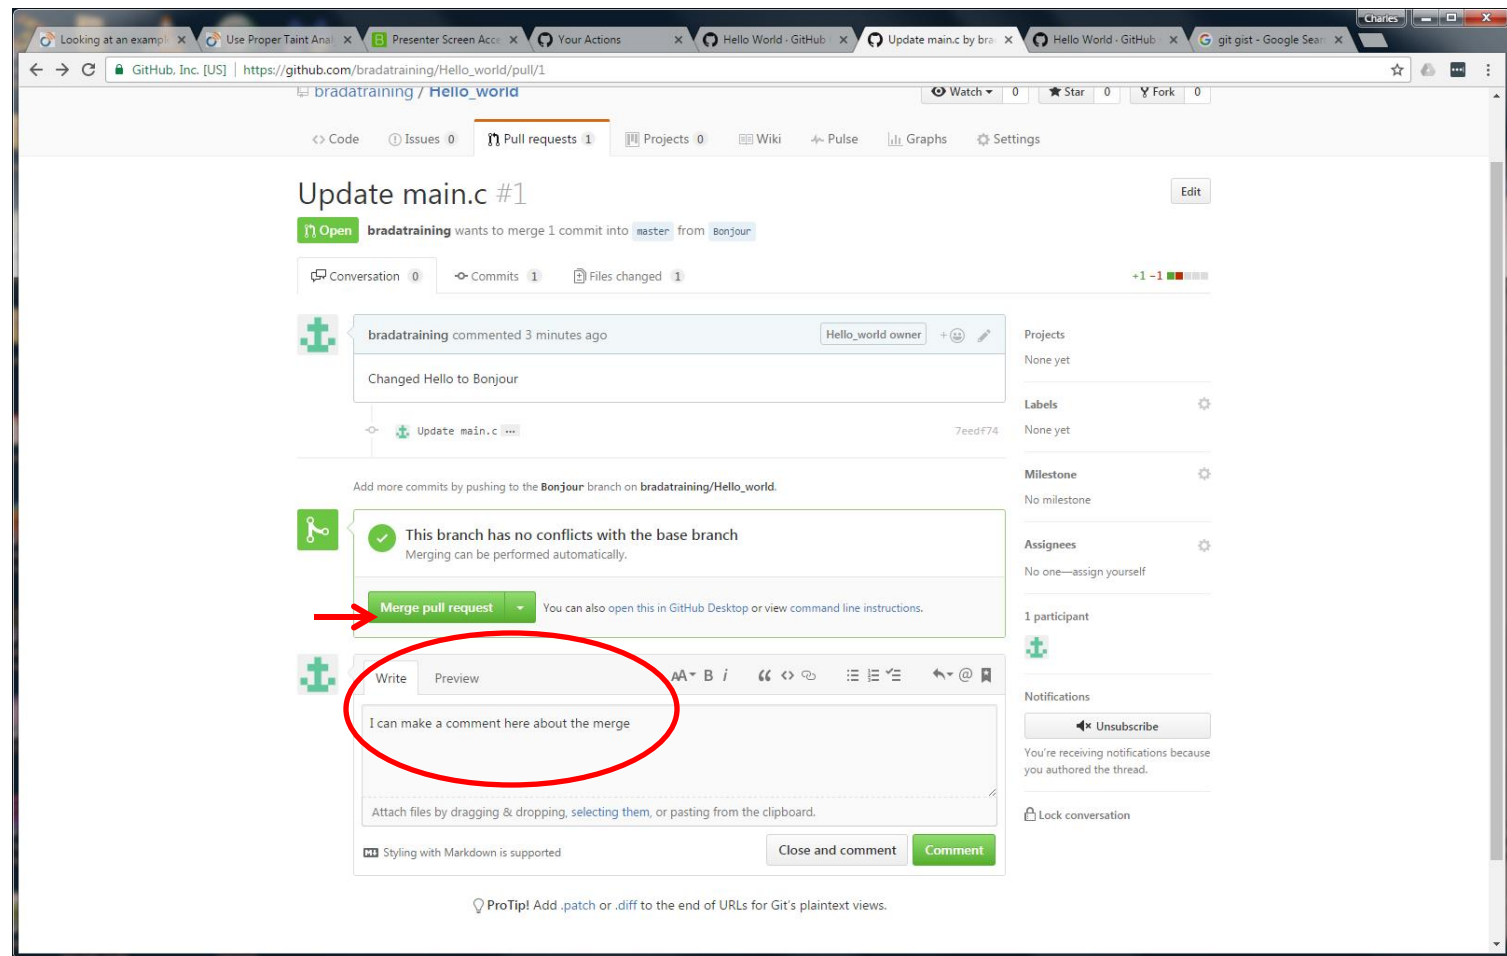 Charles
Looking at an exampl
Use Proper Taint Anal
Presenter Screen Acce
Your Actions
Hello World · GitHub
Update main.c by bra
Hello World · GitHub
git gist - Google Sear
GitHub, Inc. [US] | https://github.com/bradatraining/Hello_world/pull/1
bradatraining / Hello_world
Watch 0 Star 0 Fork 0
Code Issues 0 Pull requests 1 Projects 0 Wiki Pulse Graphs Settings
Update main.c #1
Edit
Open bradatraining wants to merge 1 commit into master from Bonjour
Conversation 0 Commits 1 Files changed 1 +1 −1
bradatraining commented 3 minutes ago Hello_world owner
Changed Hello to Bonjour
Update main.c ... 7eedf74
Add more commits by pushing to the Bonjour branch on bradatraining/Hello_world.
This branch has no conflicts with the base branch
Merging can be performed automatically.
Merge pull request You can also open this in GitHub Desktop or view command line instructions.
Write Preview AA B i
I can make a comment here about the merge
Attach files by dragging & dropping, selecting them, or pasting from the clipboard.
Styling with Markdown is supported
Close and comment Comment
ProTip! Add .patch or .diff to the end of URLs for Git's plaintext views.
Projects
None yet
Labels
None yet
Milestone
No milestone
Assignees
No one—assign yourself
1 participant
Notifications
Unsubscribe
You're receiving notifications because
you authored the thread.
Lock conversation